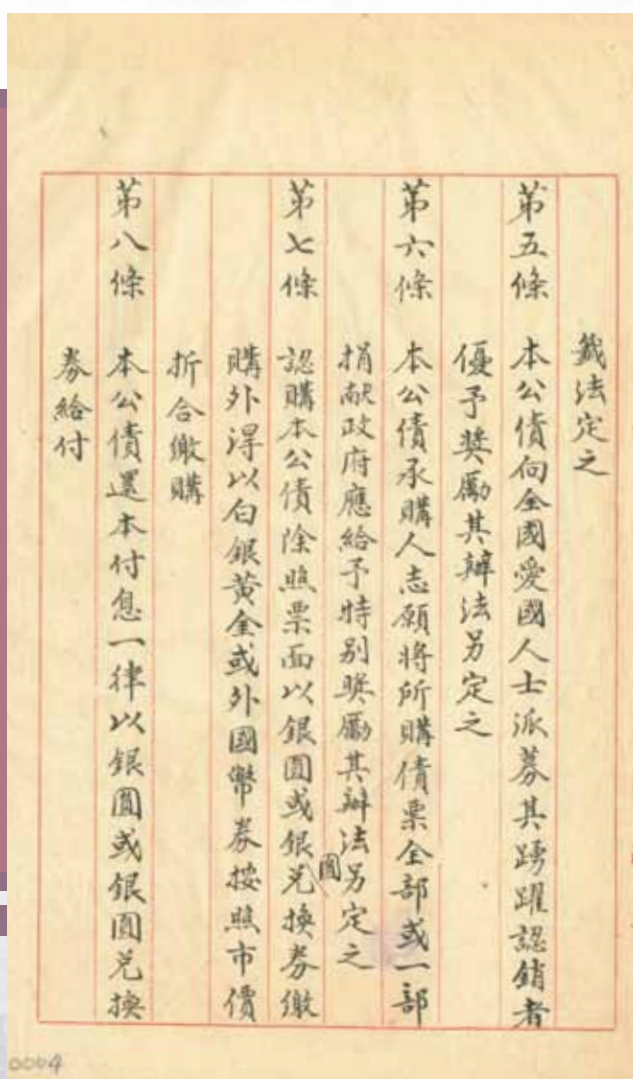 籤法定之
第五條 本公債向全國愛國人士派募其踴躍認銷者
優予獎勵其辦法另定之
第六條 本公債承購人志願將所購債票全部或一部
捐献政府應給予特別獎勵其辦法另定之
第七條 認購本公債除照票面以銀圓或銀圓兌換券繳
購外得以白銀黃金或外國幣券按照市價
折合繳購
第八條 本公債還本付息一律以銀圓或銀圓兌換
券給付
0004